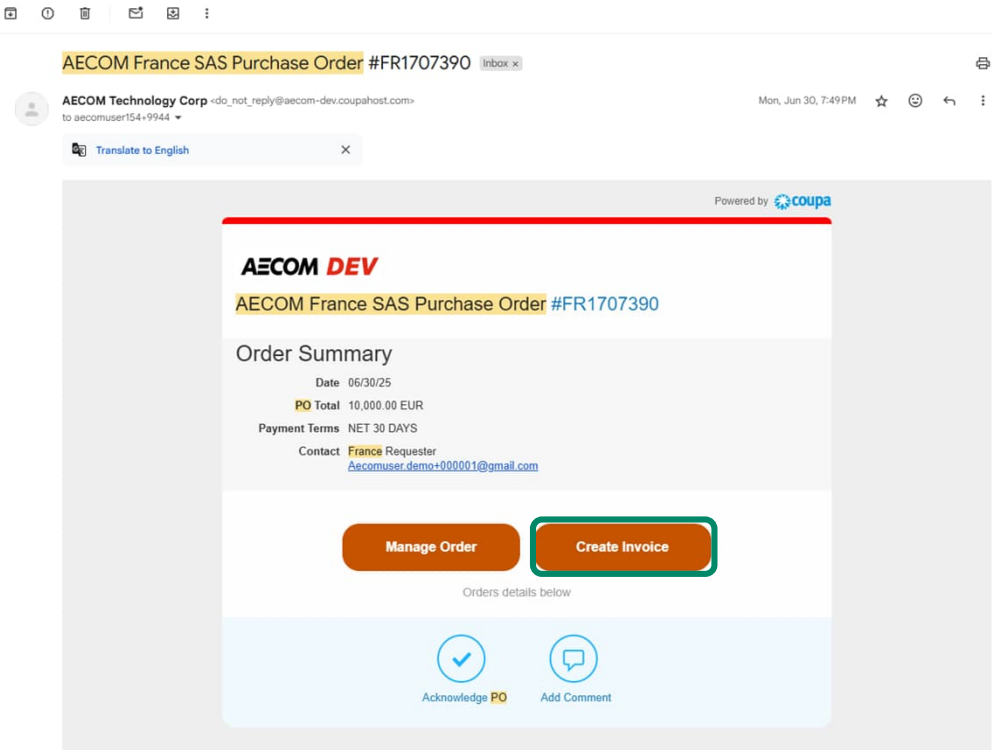 AECOM France SAS Purchase Order #FR1707390 Inbox ×
AECOM Technology Corp <do_not_reply@aecom-dev.coupahost.com> Mon, Jun 30, 7:49 PM
to aecomuser154+9944
Translate to English
Powered by coupa
AECOM DEV
AECOM France SAS Purchase Order #FR1707390
Order Summary
Date 06/30/25
PO Total 10,000.00 EUR
Payment Terms NET 30 DAYS
Contact France Requester
Aecomuser.demo+000001@gmail.com
Manage Order Create Invoice
Orders details below
Acknowledge PO Add Comment